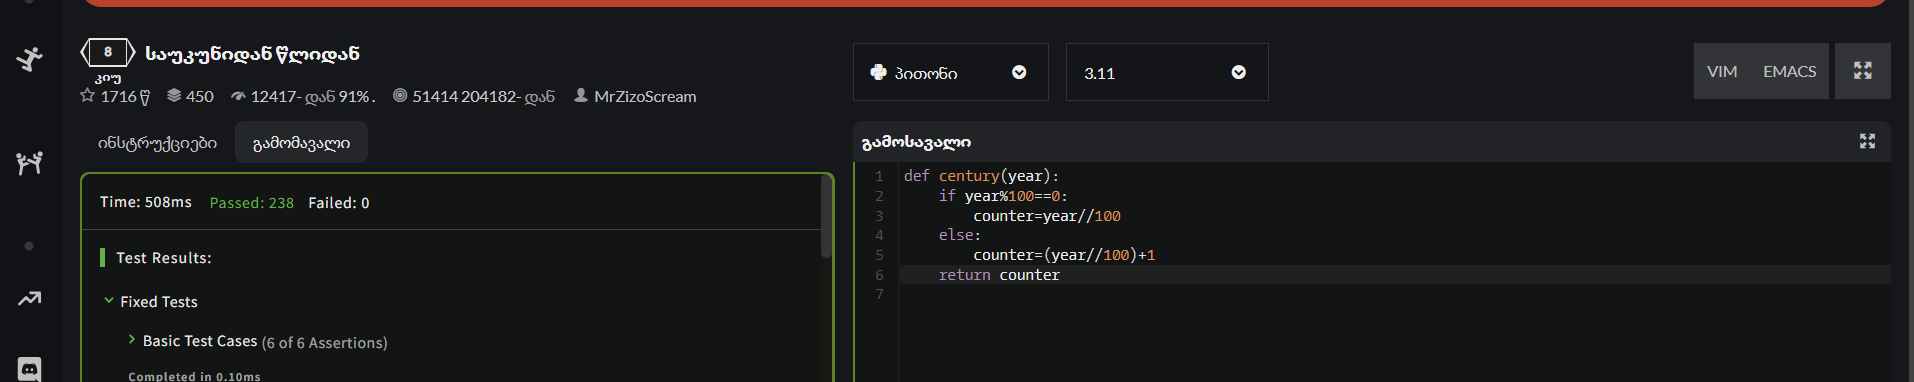 8 საუკუნიდან წლიდან
კიუ
1716 წ 450 12417- დან 91% . 51414 204182- დან MrZizoScream
პითონი 3.11 VIM EMACS
ინსტრუქციები გამომავალი
Time: 508ms Passed: 238 Failed: 0
Test Results:
Fixed Tests
Basic Test Cases (6 of 6 Assertions)
Completed in 0.10ms
გამოსავალი
1 def century(year):
2 if year%100==0:
3 counter=year//100
4 else:
5 counter=(year//100)+1
6 return counter
7